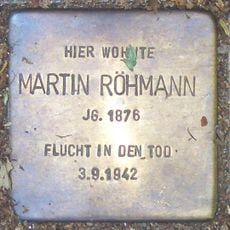 HIER WOHNTE
MARTIN RÖHMANN
JG. 1876
FLUCHT IN DEN TOD
3.9.1942